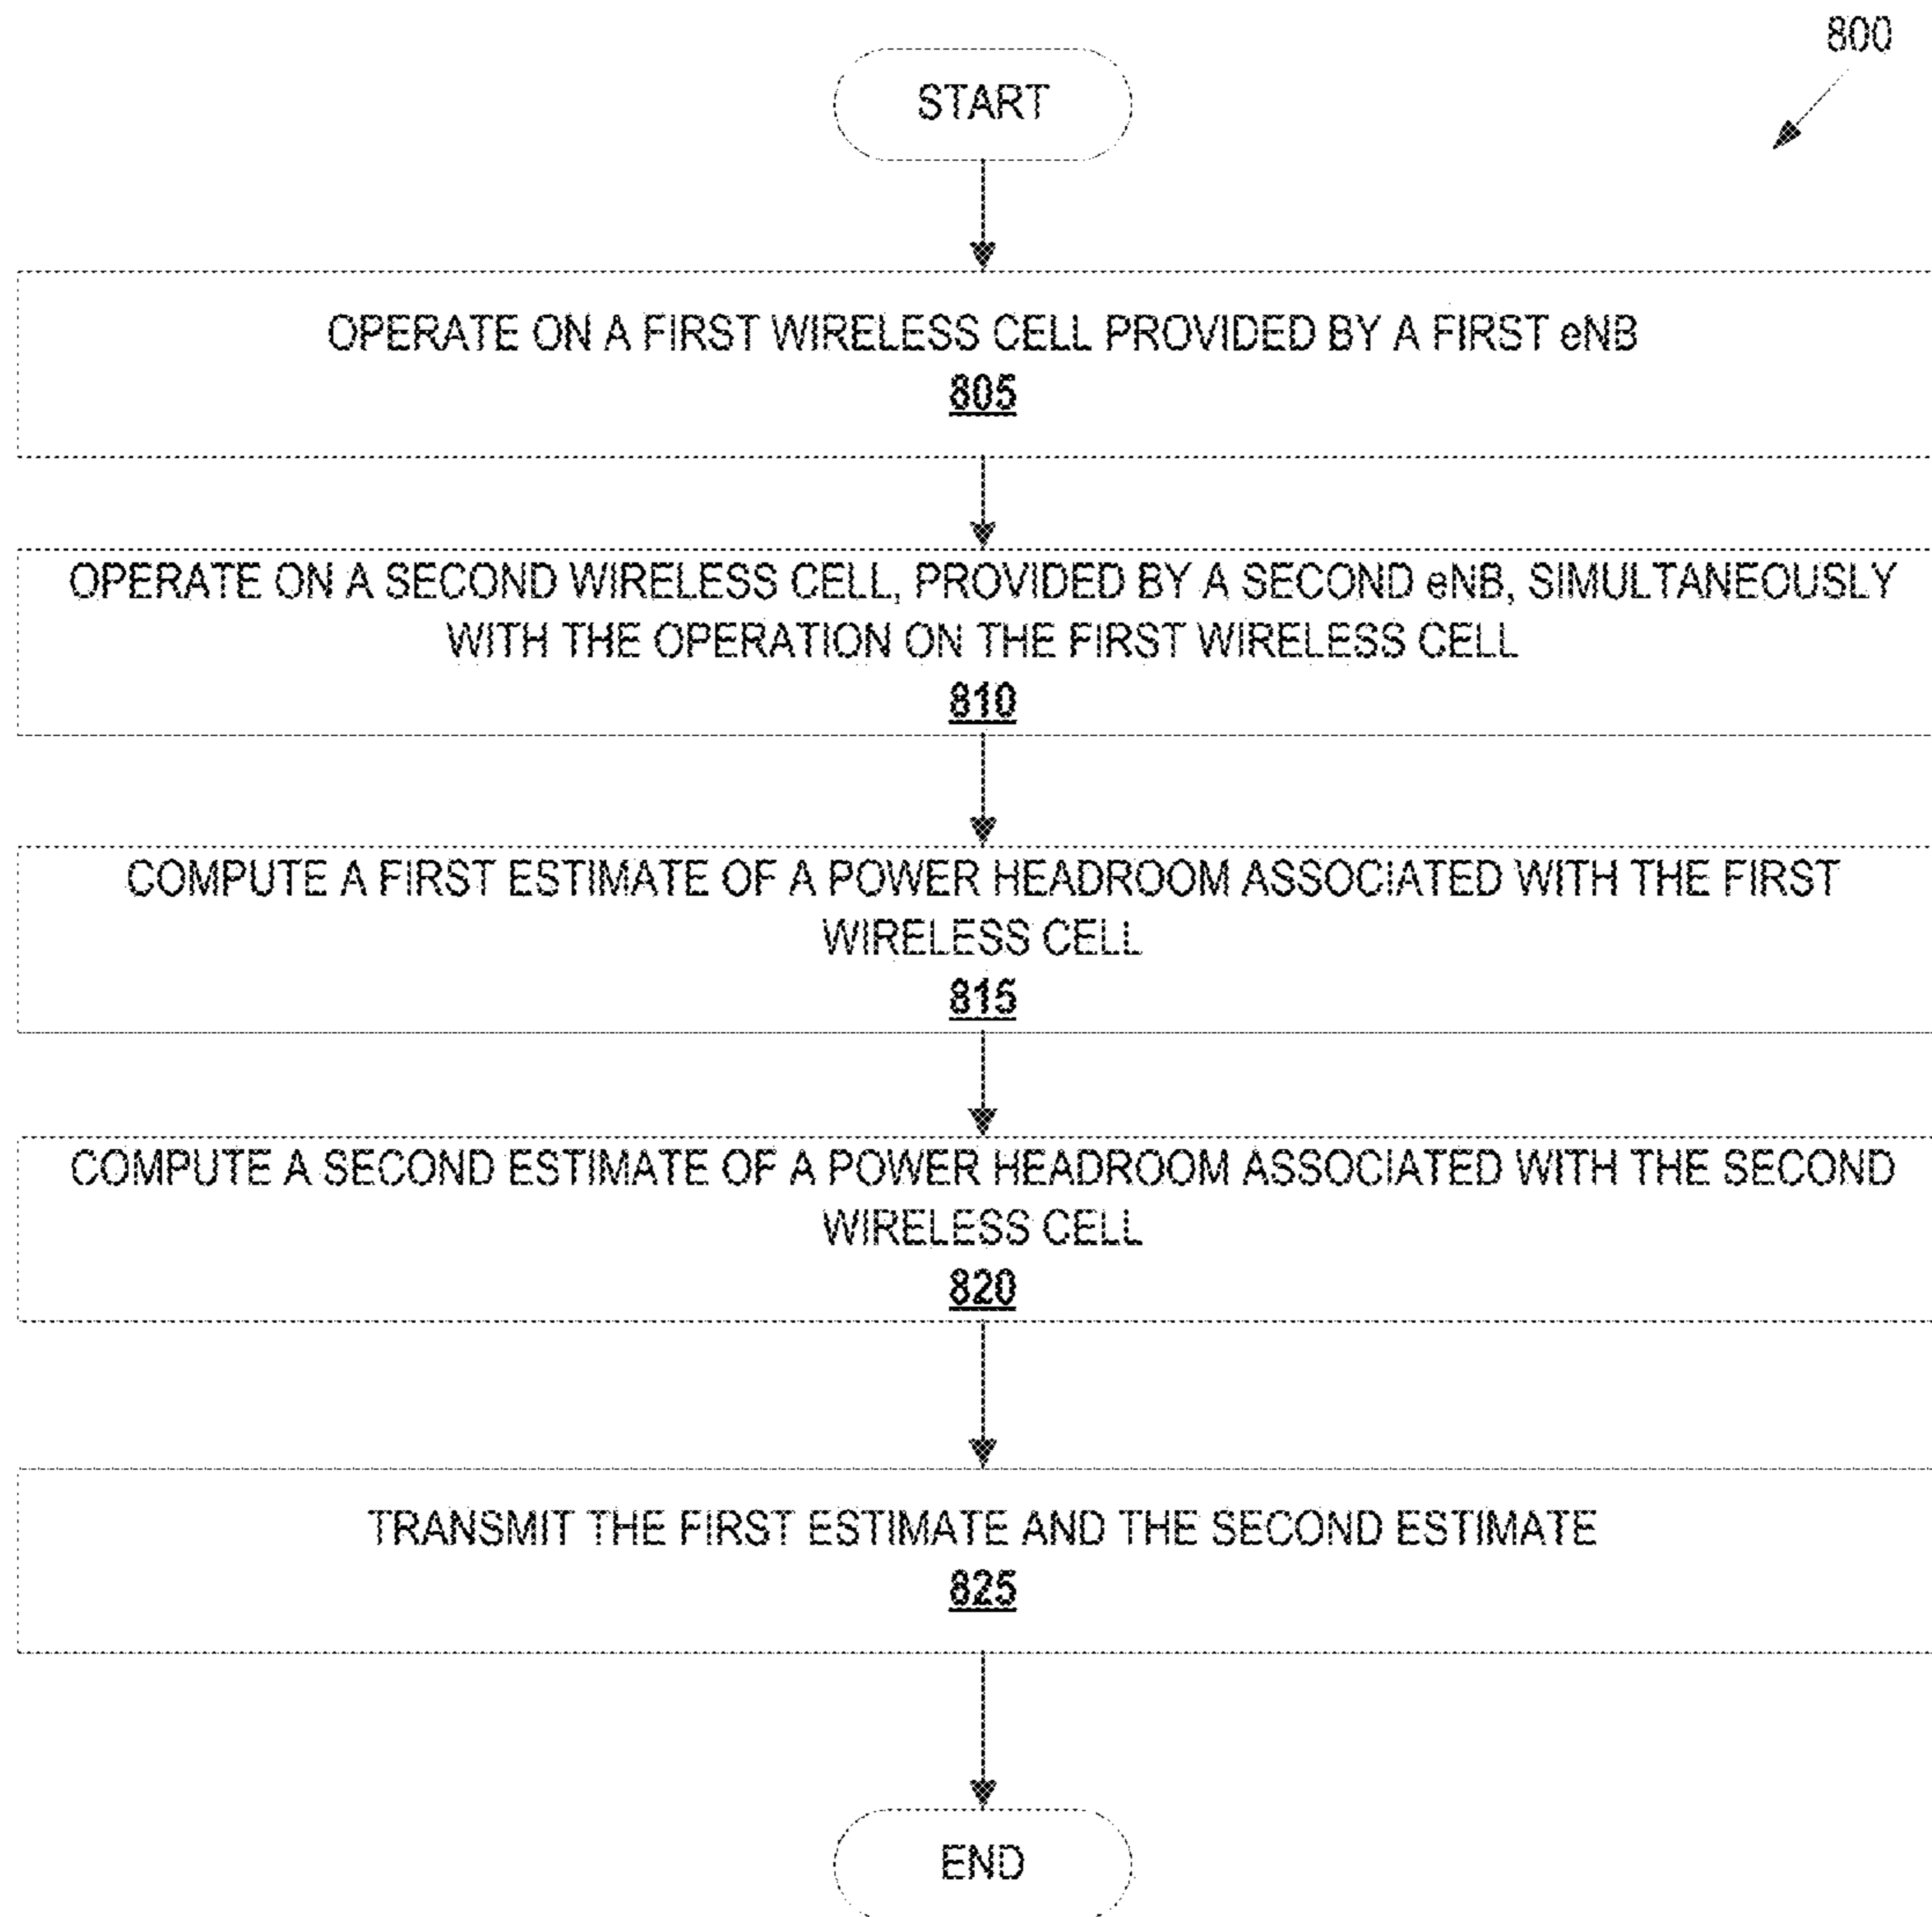 800
START
OPERATE ON A FIRST WIRELESS CELL PROVIDED BY A FIRST eNB
805
OPERATE ON A SECOND WIRELESS CELL, PROVIDED BY A SECOND eNB, SIMULTANEOUSLY
WITH THE OPERATION ON THE FIRST WIRELESS CELL
810
COMPUTE A FIRST ESTIMATE OF A POWER HEADROOM ASSOCIATED WITH THE FIRST
WIRELESS CELL
815
COMPUTE A SECOND ESTIMATE OF A POWER HEADROOM ASSOCIATED WITH THE SECOND
WIRELESS CELL
820
TRANSMIT THE FIRST ESTIMATE AND THE SECOND ESTIMATE
825
END